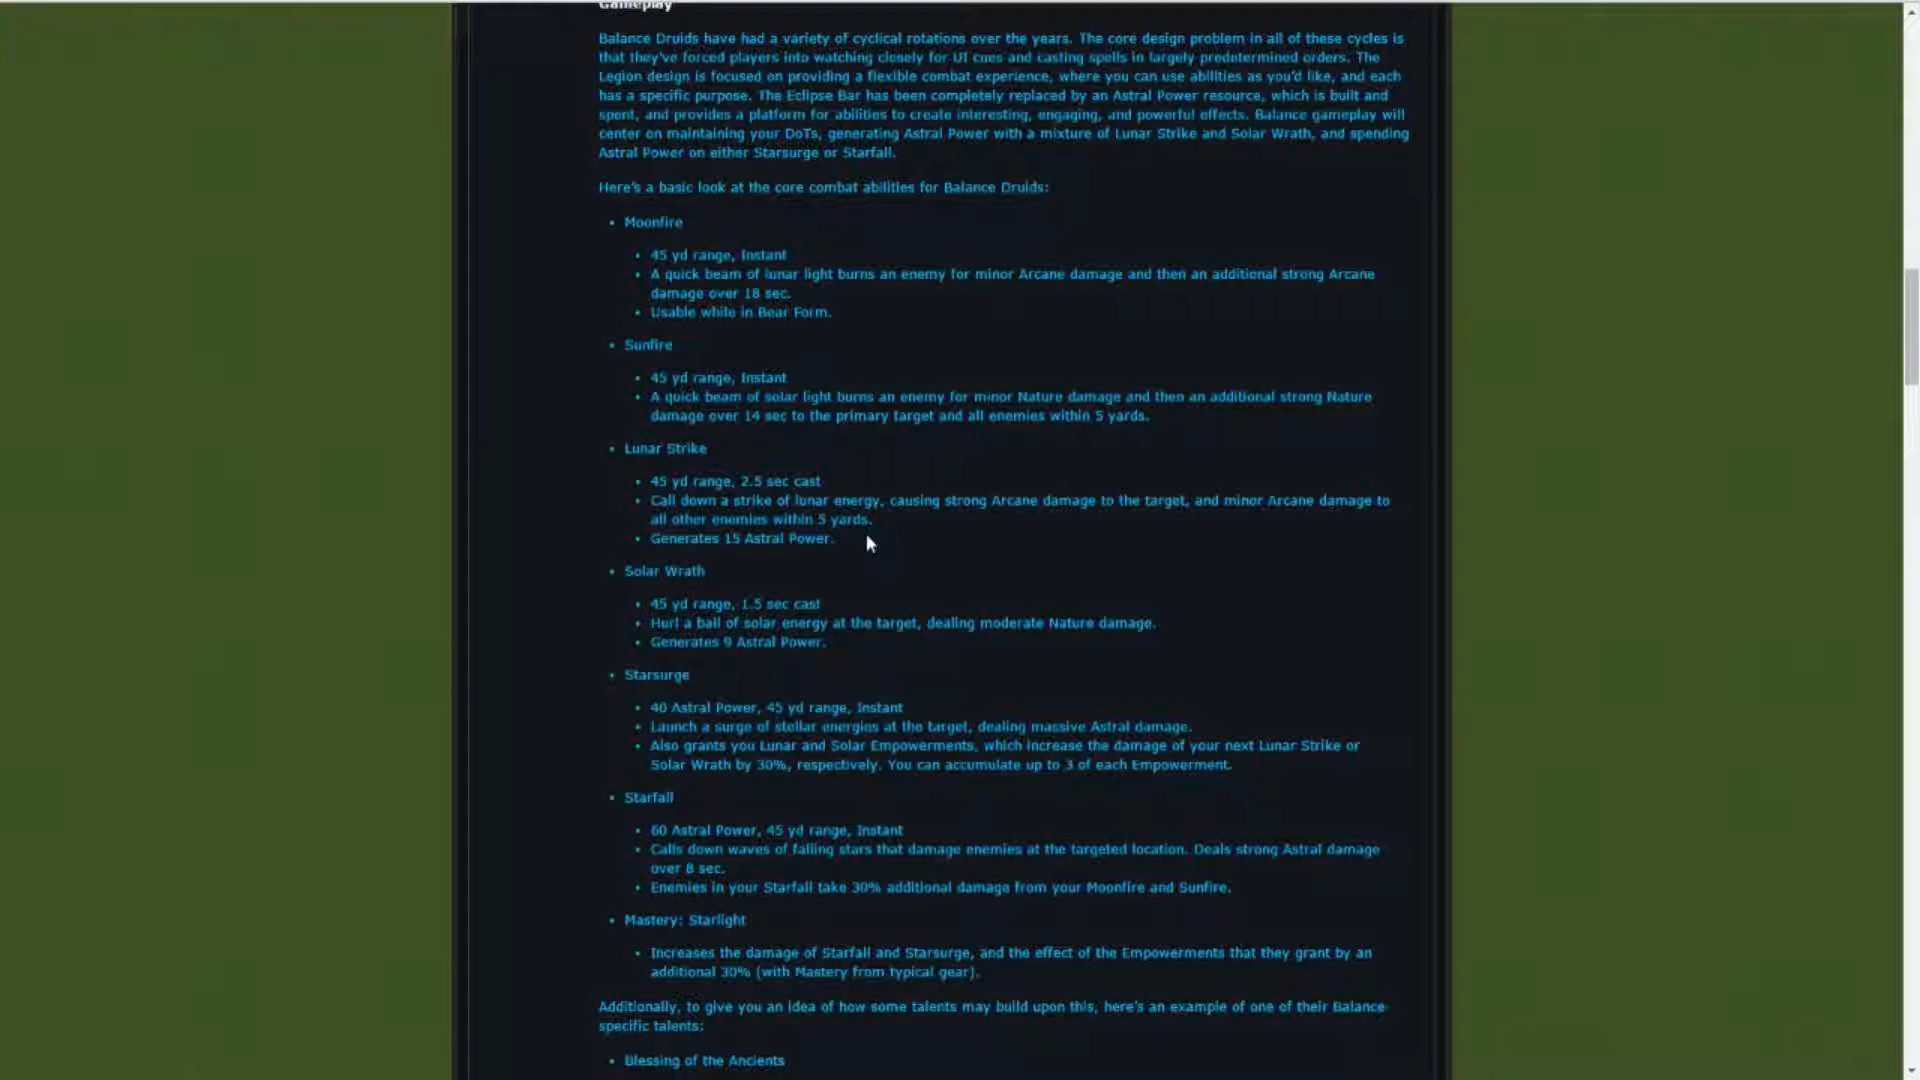 Gameplay
Balance Druids have had a variety of cyclical rotations over the years. The core design problem in all of these cycles is
that they've forced players into watching closely for UI cues and casting spells in largely predetermined orders. The
Legion design is focused on providing a flexible combat experience, where you can use abilities as you'd like, and each
has a specific purpose. The Eclipse Bar has been completely replaced by an Astral Power resource, which is built and
spent, and provides a platform for abilities to create interesting, engaging, and powerful effects. Balance gameplay will
center on maintaining your DoTs, generating Astral Power with a mixture of Lunar Strike and Solar Wrath, and spending
Astral Power on either Starsurge or Starfall.
Here's a basic look at the core combat abilities for Balance Druids:
• Moonfire
• 45 yd range, Instant
• A quick beam of lunar light burns an enemy for minor Arcane damage and then an additional strong Arcane
damage over 18 sec.
• Usable while in Bear Form.
• Sunfire
• 45 yd range, Instant
• A quick beam of solar light burns an enemy for minor Nature damage and then an additional strong Nature
damage over 14 sec to the primary target and all enemies within 5 yards.
• Lunar Strike
• 45 yd range, 2.5 sec cast
• Call down a strike of lunar energy, causing strong Arcane damage to the target, and minor Arcane damage to
all other enemies within 5 yards.
• Generates 15 Astral Power.
• Solar Wrath
• 45 yd range, 1.5 sec cast
• Hurl a ball of solar energy at the target, dealing moderate Nature damage.
• Generates 9 Astral Power.
• Starsurge
• 40 Astral Power, 45 yd range, Instant
• Launch a surge of stellar energies at the target, dealing massive Astral damage.
• Also grants you Lunar and Solar Empowerments, which increase the damage of your next Lunar Strike or
Solar Wrath by 30%, respectively. You can accumulate up to 3 of each Empowerment.
• Starfall
• 60 Astral Power, 45 yd range, Instant
• Calls down waves of falling stars that damage enemies at the targeted location. Deals strong Astral damage
over 8 sec.
• Enemies in your Starfall take 30% additional damage from your Moonfire and Sunfire.
• Mastery: Starlight
• Increases the damage of Starfall and Starsurge, and the effect of the Empowerments that they grant by an
additional 30% (with Mastery from typical gear).
Additionally, to give you an idea of how some talents may build upon this, here's an example of one of their Balance-
specific talents:
• Blessing of the Ancients